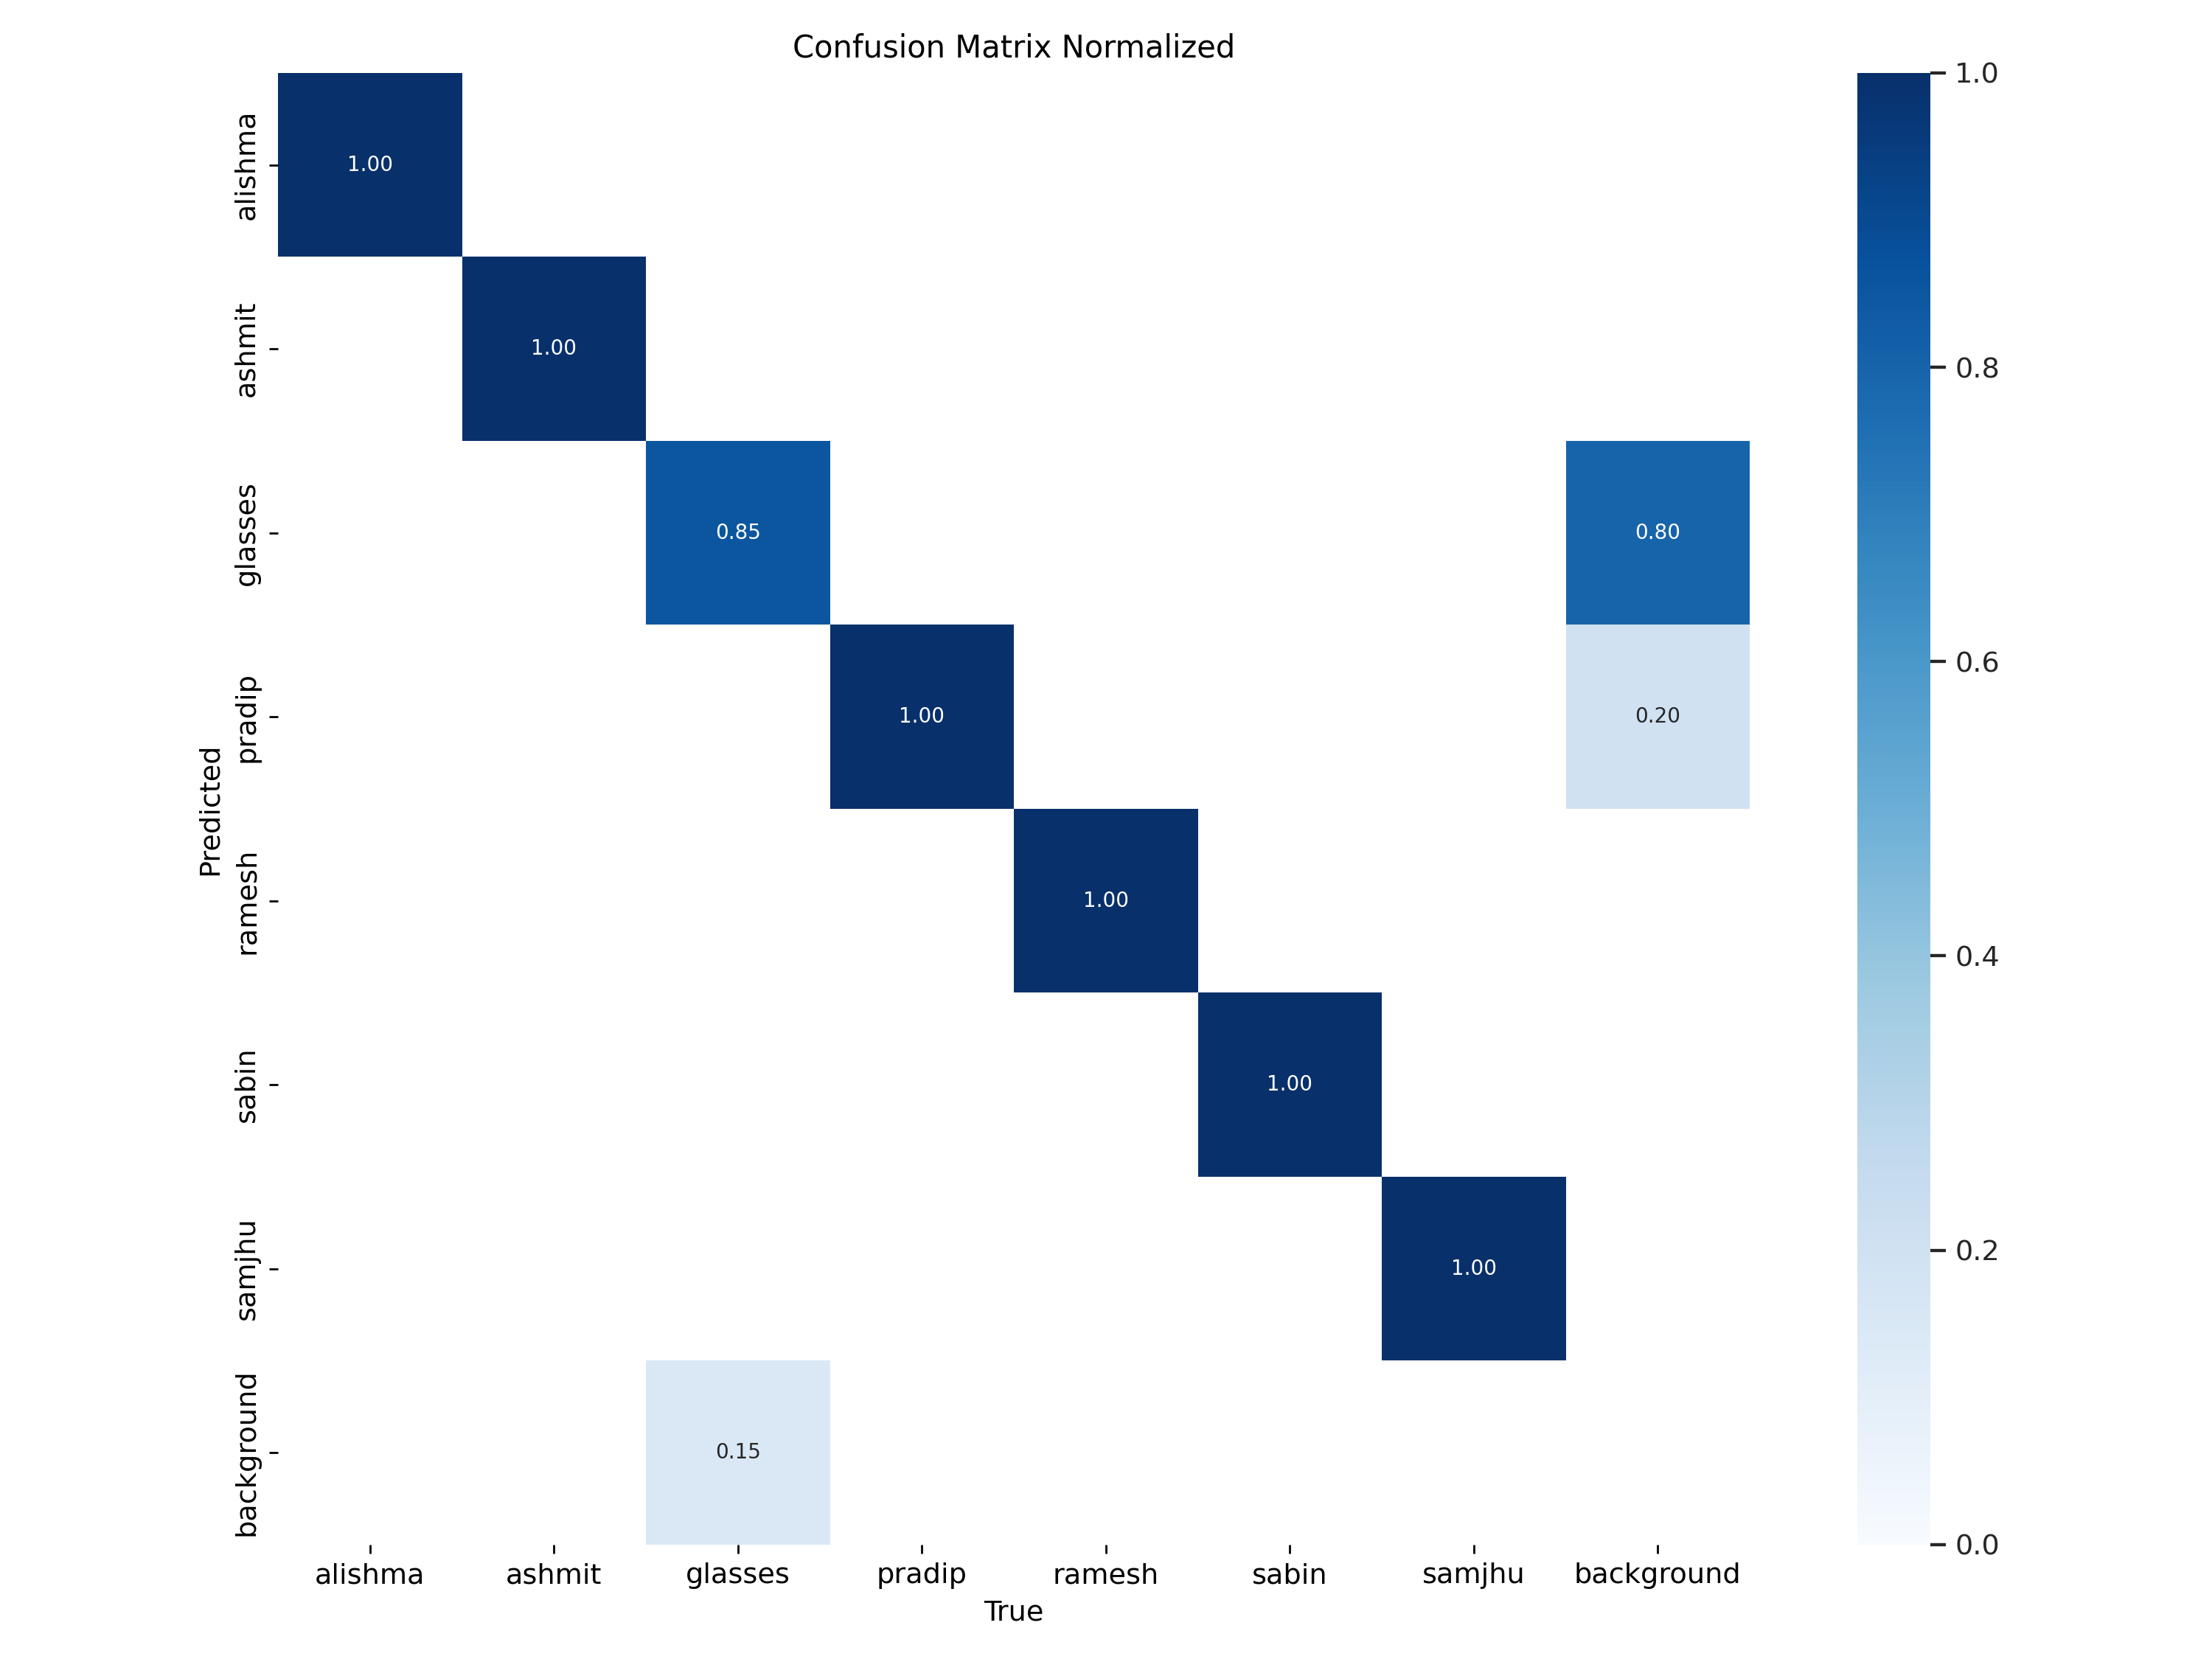 Confusion Matrix Normalized
alishma
ashmit
glasses
pradip
ramesh
sabin
samjhu
background
Predicted
1.00
1.00
0.85
0.80
1.00
0.20
1.00
1.00
1.00
0.15
alishma ashmit glasses pradip ramesh sabin samjhu background
True
1.0
0.8
0.6
0.4
0.2
0.0